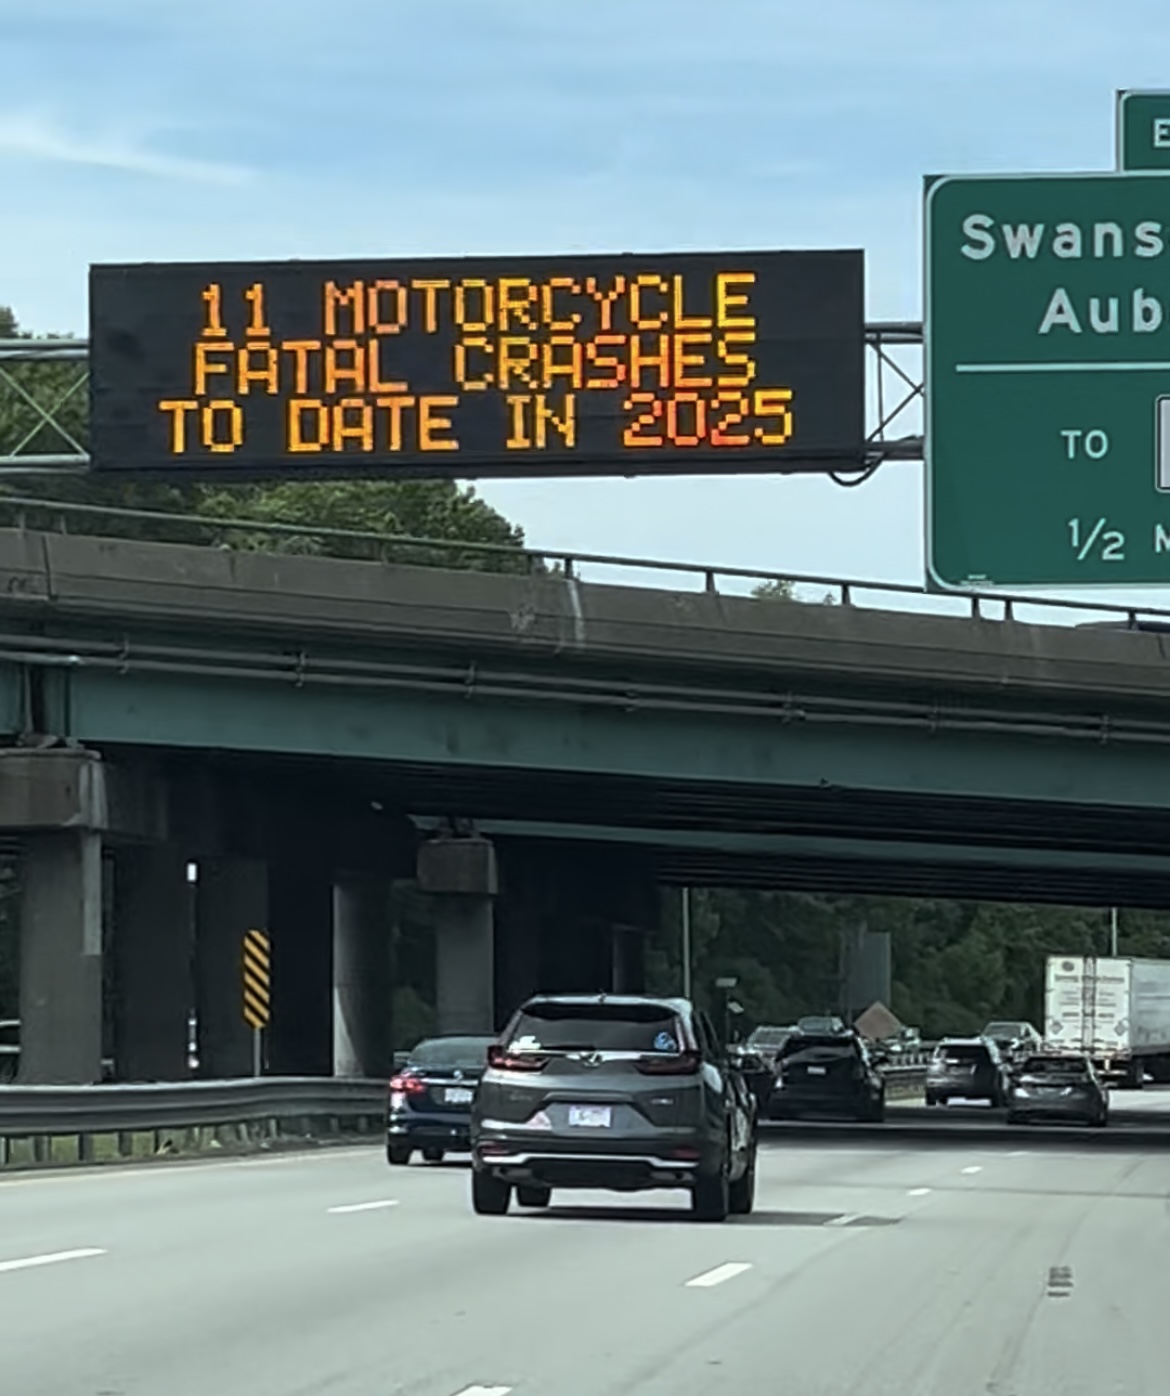 11 MOTORCYCLE
FATAL CRASHES
TO DATE IN 2025
E
Swans
Aub
TO
1/2 M